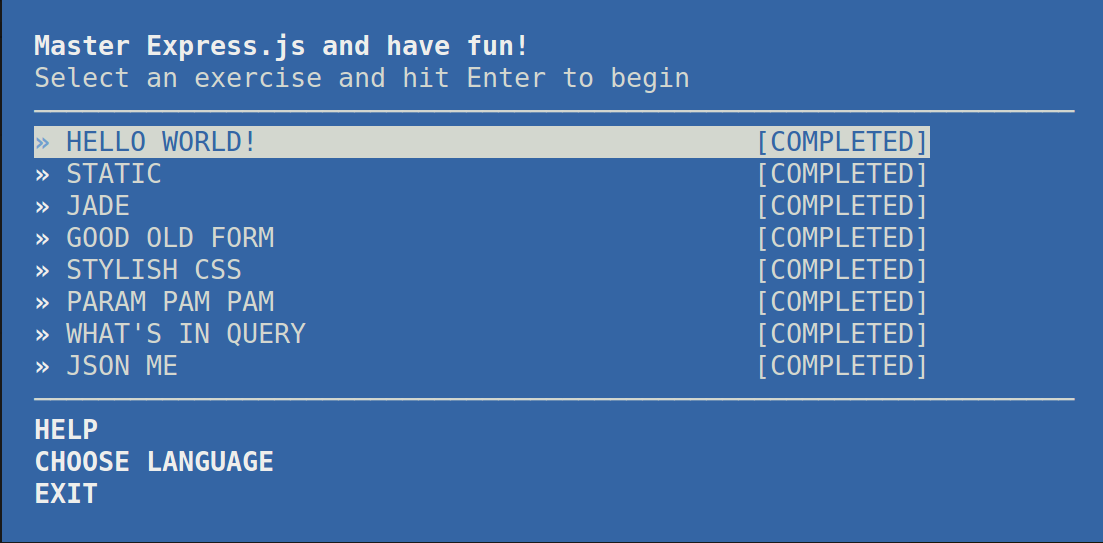 Master Express.js and have fun!
Select an exercise and hit Enter to begin
» HELLO WORLD! [COMPLETED]
» STATIC [COMPLETED]
» JADE [COMPLETED]
» GOOD OLD FORM [COMPLETED]
» STYLISH CSS [COMPLETED]
» PARAM PAM PAM [COMPLETED]
» WHAT'S IN QUERY [COMPLETED]
» JSON ME [COMPLETED]
HELP
CHOOSE LANGUAGE
EXIT